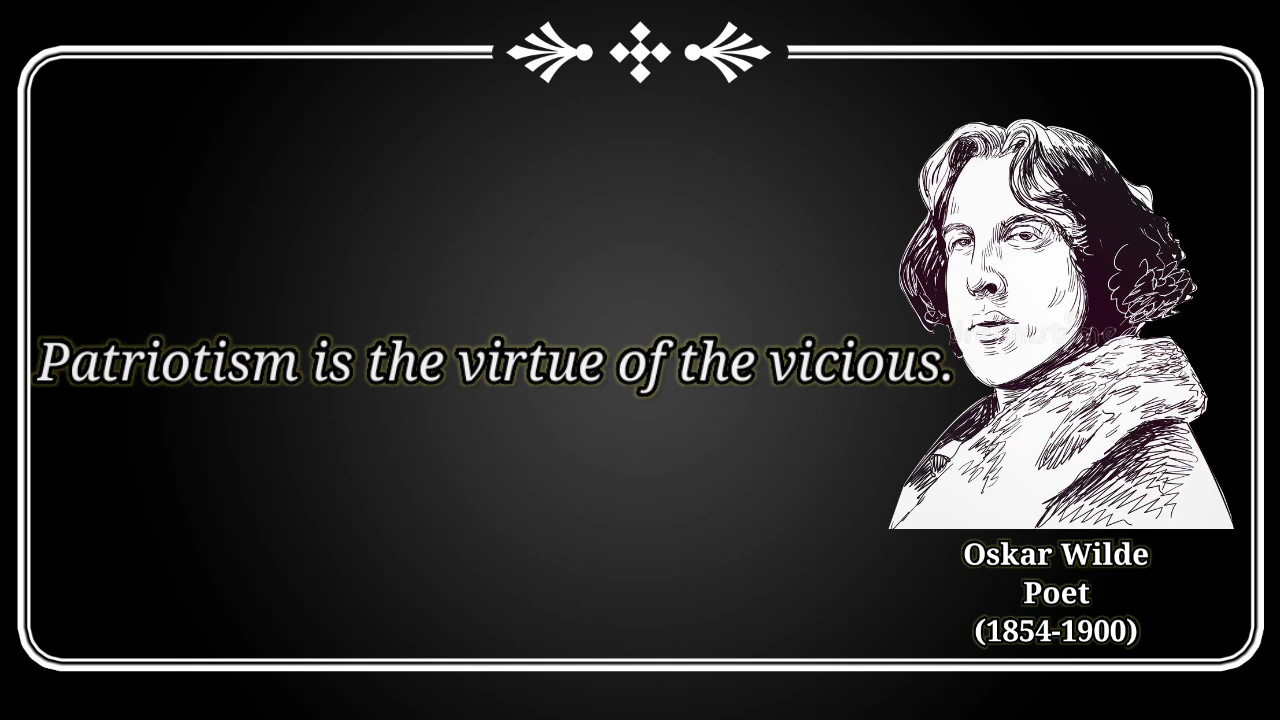 Patriotism is the virtue of the vicious.
Oskar Wilde
Poet
(1854-1900)